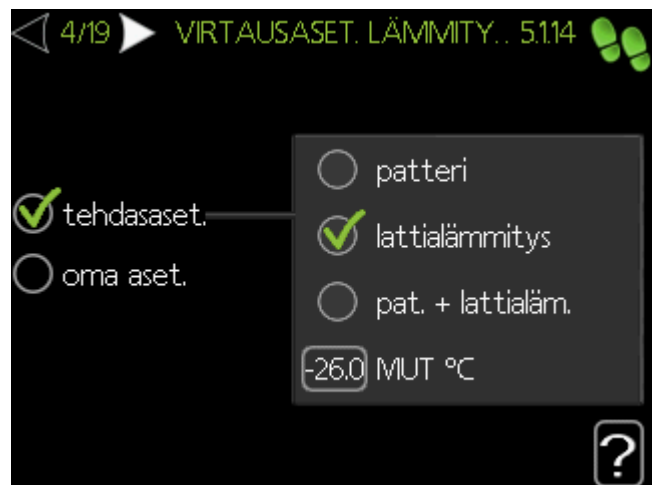 4/19 VIRTAUSASET. LÄMMITY.. 5.1.14
patteri
tehdasaset.
lattialämmitys
oma aset.
pat. + lattialäm.
-26.0 MUT °C
?